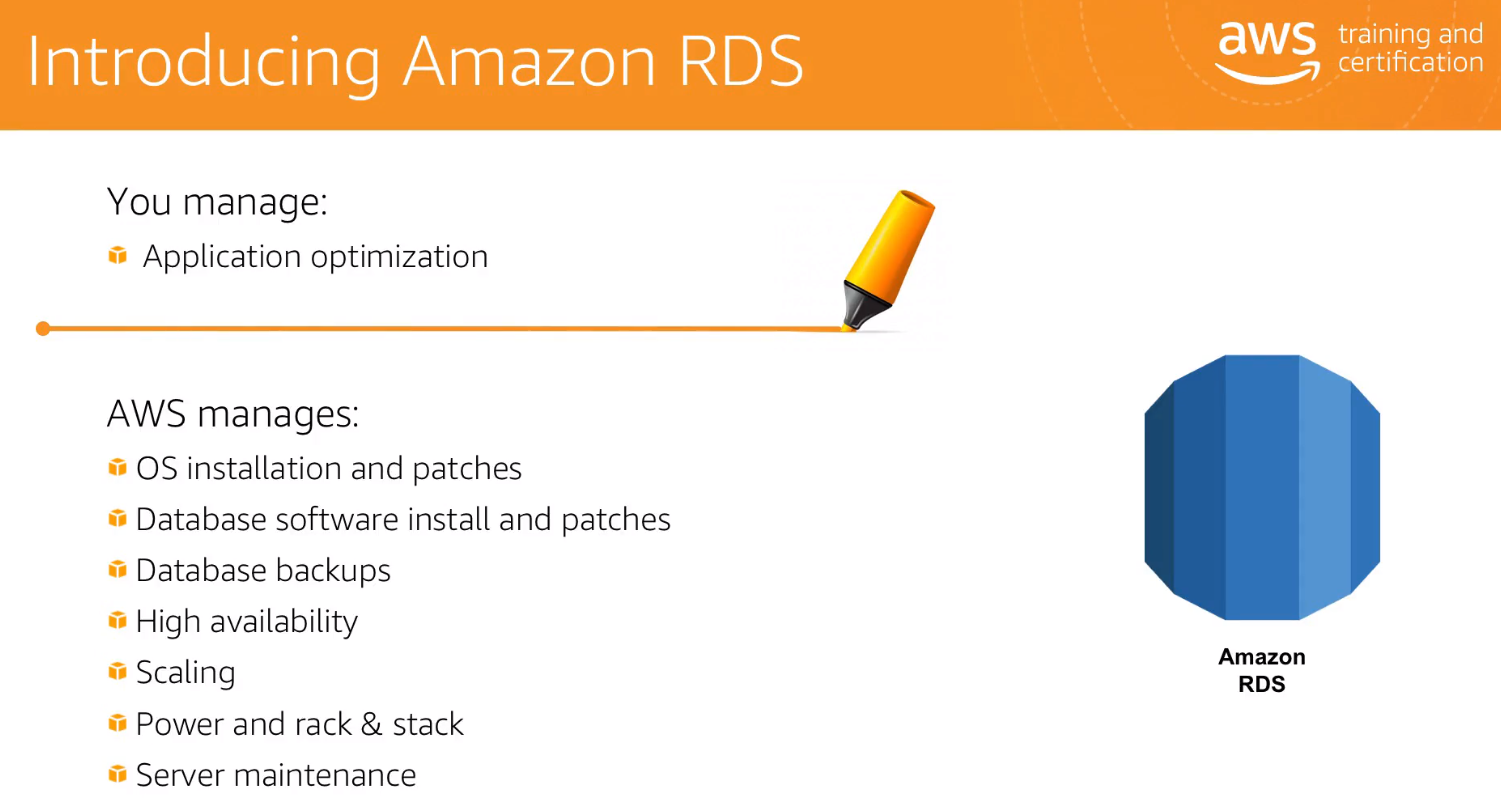 Introducing Amazon RDS
aws training and
certification
You manage:
Application optimization
AWS manages:
OS installation and patches
Database software install and patches
Database backups
High availability
Scaling
Power and rack & stack
Server maintenance
Amazon
RDS